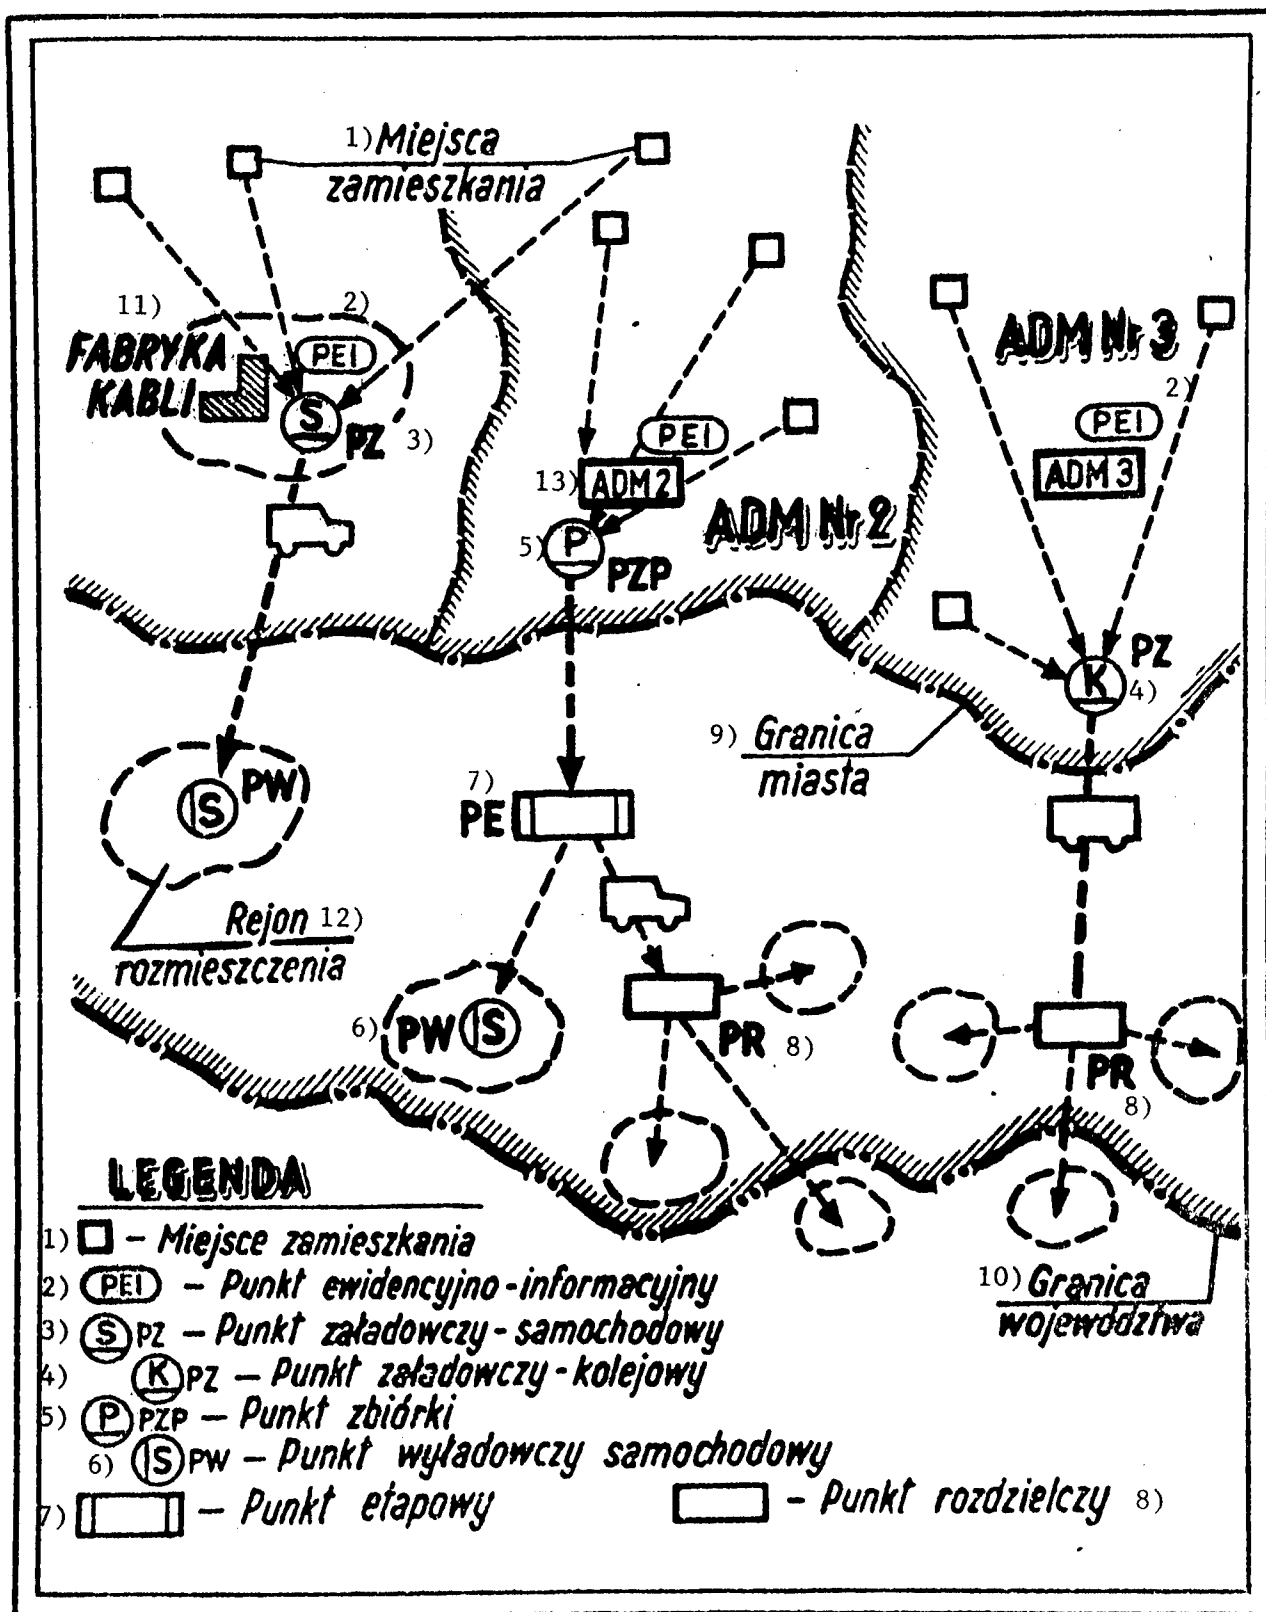 1) Miejsca
zamieszkania
11)
2)
FABRYKA
KABLI
PEI
S
PZ
3)
ADM Nr 3
2)
PEI
ADM 3
PEI
13) ADM 2
ADM Nr 2
5) P
PZP
PZ
K
4)
9) Granica
miasta
S PW
7)
PE
Rejon 12)
rozmieszczenia
6) PW S
PR 8)
PR
8)
LEGENDA
1) – Miejsce zamieszkania
2) PEI – Punkt ewidencyjno-informacyjny
3) S PZ – Punkt załadowczy-samochodowy
4) K PZ – Punkt załadowczy-kolejowy
5) P PZP – Punkt zbiórki
6) S PW – Punkt wyładowczy samochodowy
7) – Punkt etapowy
– Punkt rozdzielczy 8)
10) Granica
województwa